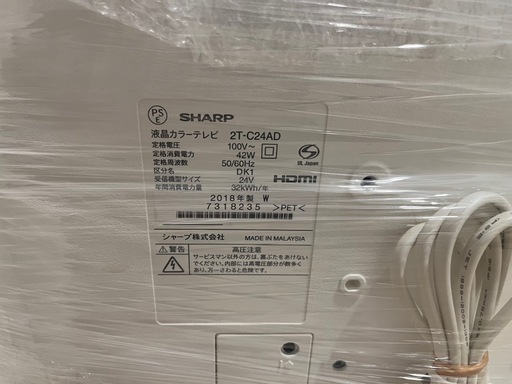 PS
E
SHARP
液晶カラーテレビ 2T-C24AD
定格電圧 100V~
定格消費電力 42W
定格周波数 50/60Hz
区分名 DK1
受信機型サイズ 24V
年間消費電力量 32kWh/年
S
UL Japan
HDMI
2018年製 W
7318235 >PET<
シャープ株式会社 MADE IN MALAYSIA
⚠警告 高圧注意
サービスマン以外の方は、裏ぶたをあけない
でください。内部には高電圧部分が数多く
あり、万一さわると危険です。